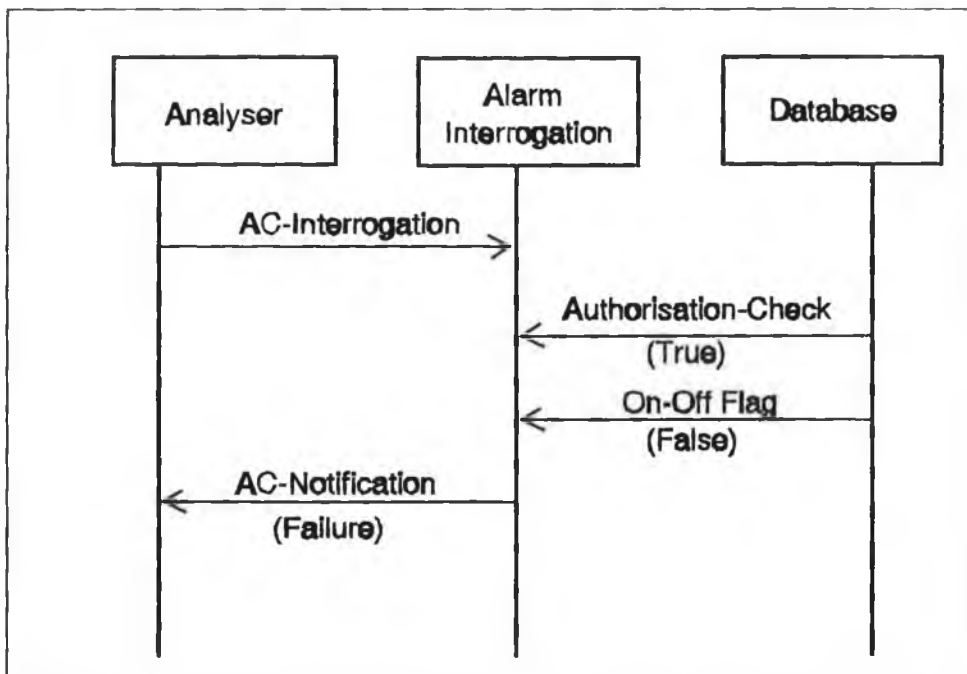 Analyser
Alarm
Interrogation
Database
AC-Interrogation
Authorisation-Check
(True)
On-Off Flag
(False)
AC-Notification
(Failure)